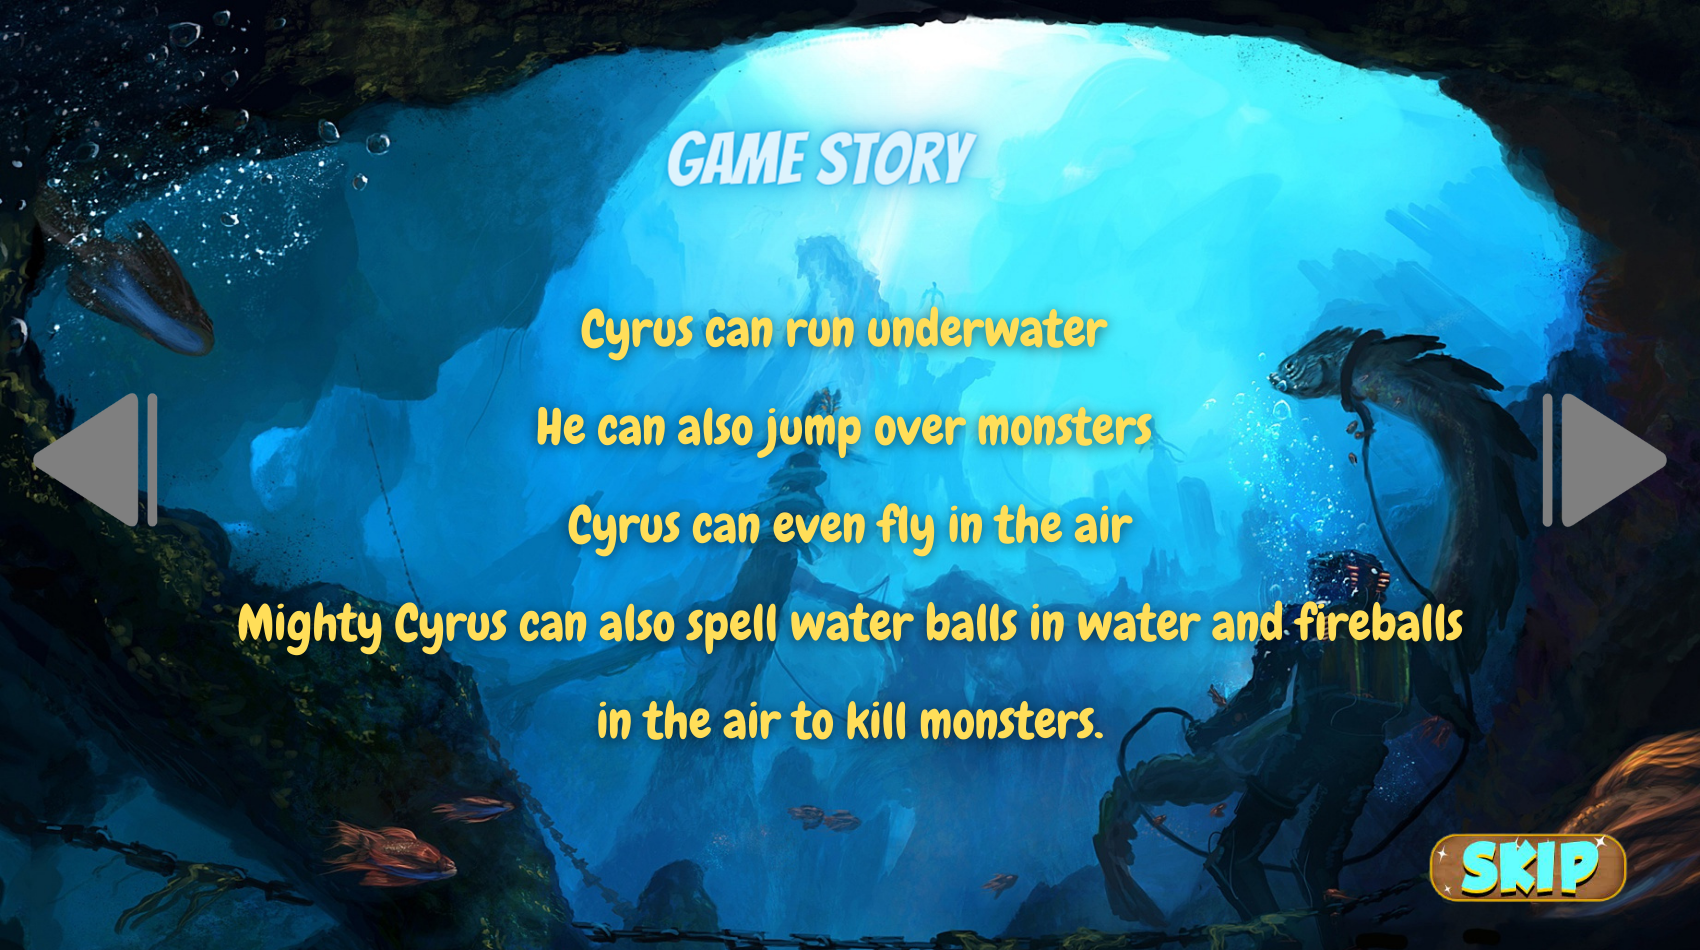 GAME STORY
Cyrus can run underwater
He can also jump over monsters
Cyrus can even fly in the air
Mighty Cyrus can also spell water balls in water and fireballs
in the air to kill monsters.
SKIP